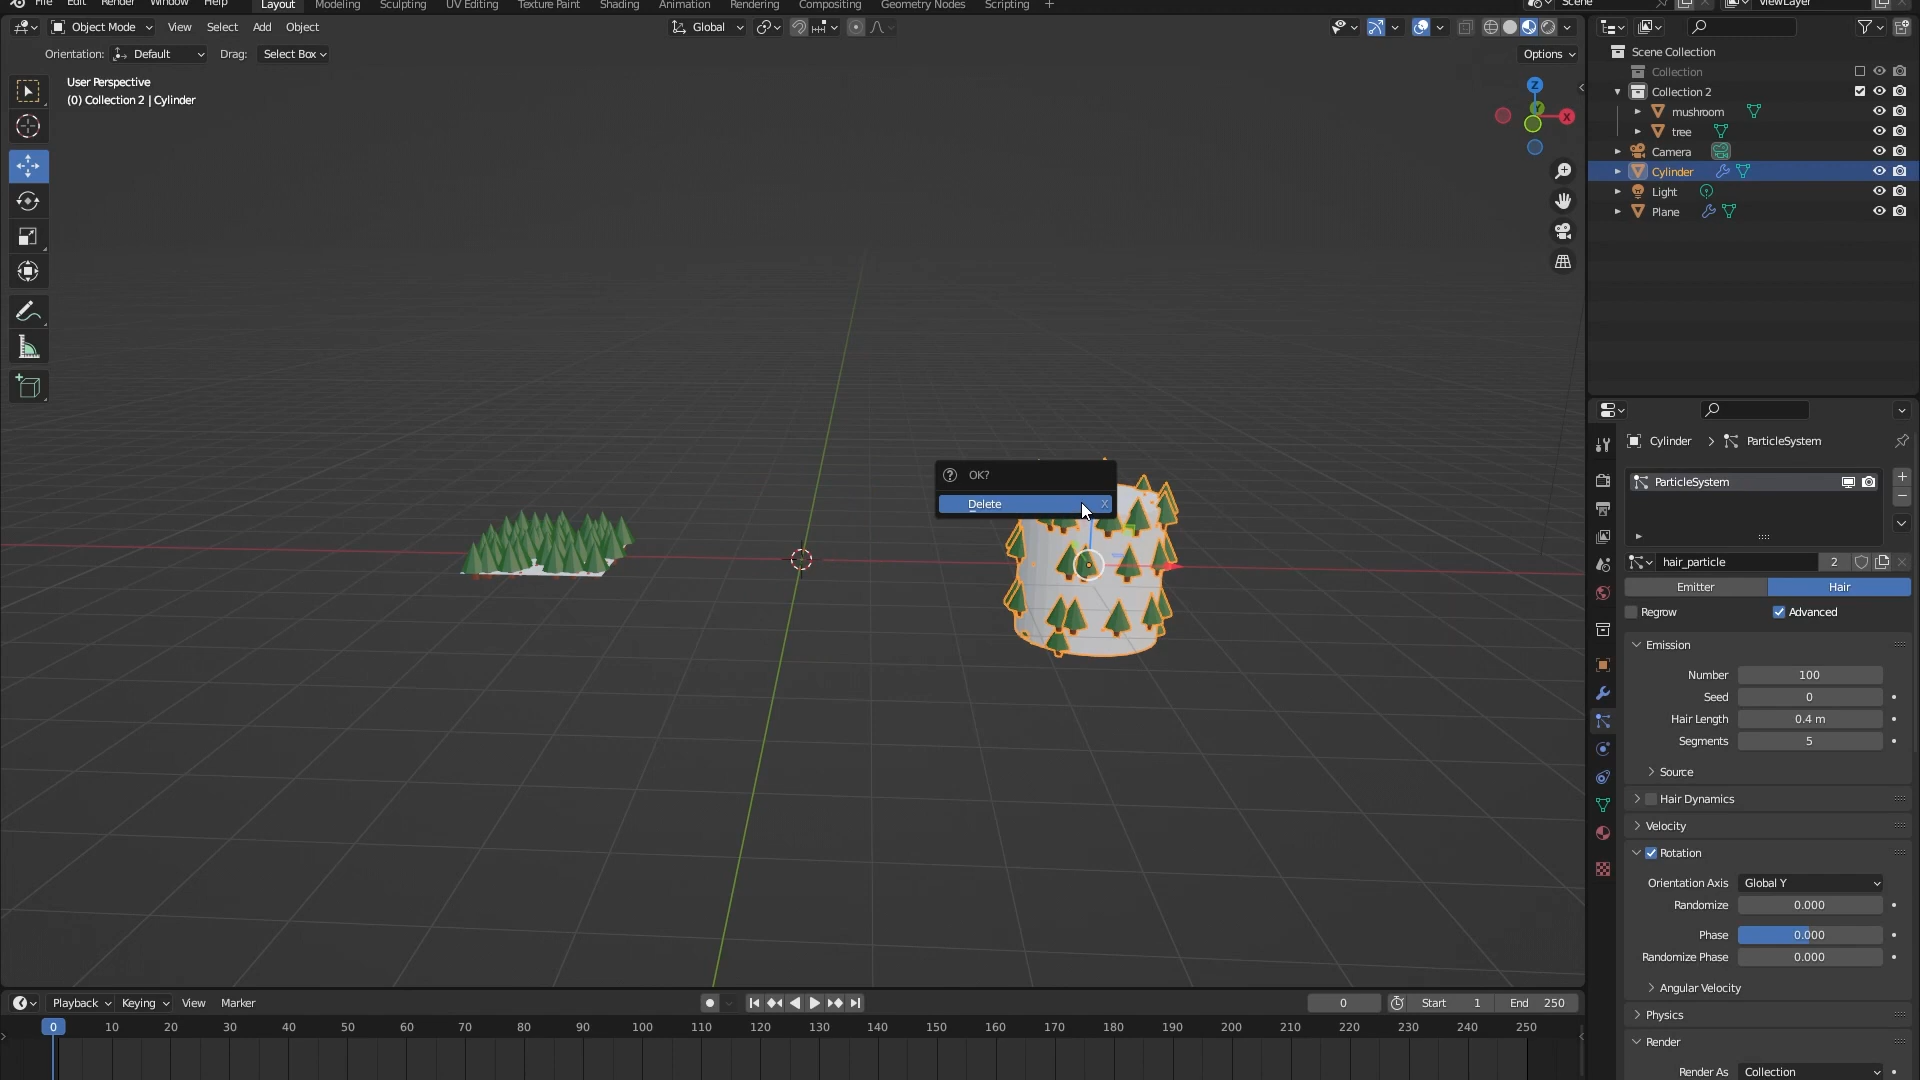 File Edit Render Window Help Layout Modeling Sculpting UV Editing Texture Paint Shading Animation Rendering Compositing Geometry Nodes Scripting + Scene ViewLayer
Object Mode View Select Add Object Global
Orientation: Default Drag: Select Box Options
User Perspective
(0) Collection 2 | Cylinder
Z
Y
X
OK?
Delete X
Scene Collection
Collection
Collection 2
mushroom
tree
Camera
Cylinder
Light
Plane
Cylinder > ParticleSystem
ParticleSystem
hair_particle 2
Emitter Hair
Regrow Advanced
Emission
Number 100
Seed 0
Hair Length 0.4 m
Segments 5
Source
Hair Dynamics
Velocity
Rotation
Orientation Axis Global Y
Randomize 0.000
Phase 0.000
Randomize Phase 0.000
Angular Velocity
Physics
Render
Render As Collection
Playback Keying View Marker 0 Start 1 End 250
0 10 20 30 40 50 60 70 80 90 100 110 120 130 140 150 160 170 180 190 200 210 220 230 240 250